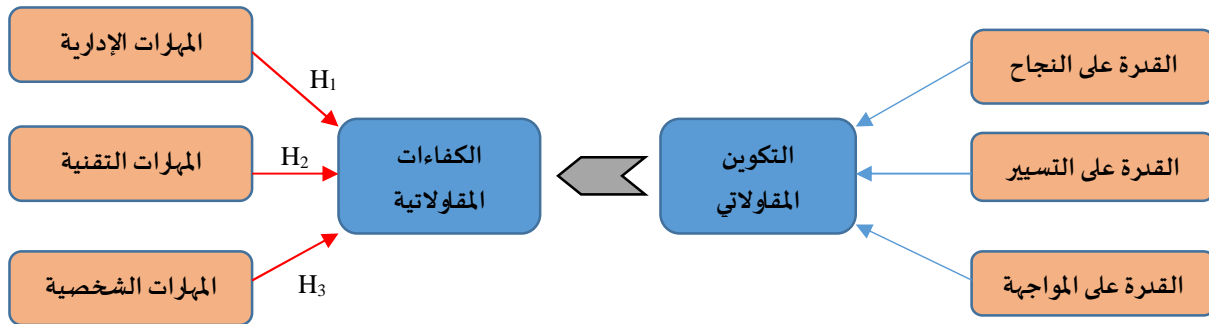 القدرة على النجاح
القدرة على التسيير
القدرة على المواجهة
التكوين
المقاولاتي
الكفاءات
المقاولاتية
H1
H2
H3
المهارات الإدارية
المهارات التقنية
المهارات الشخصية